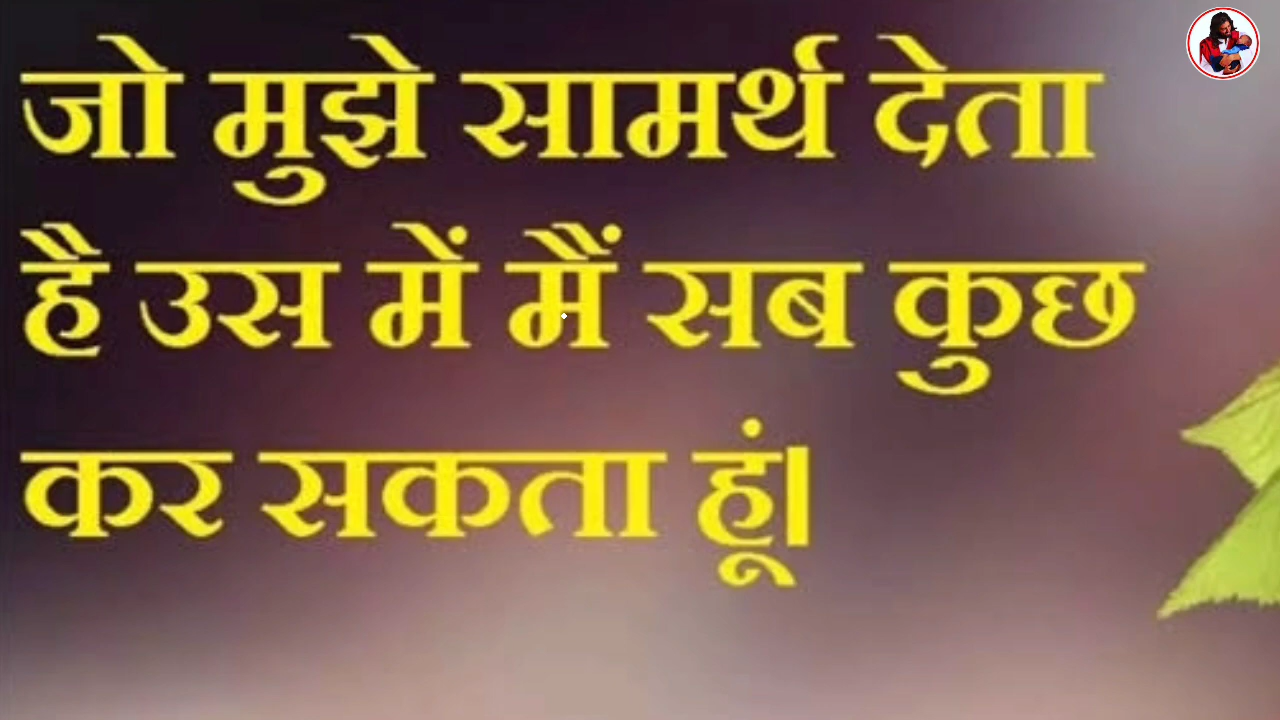 जो मुझे सामर्थ देता
है उस में मैं सब कुछ
कर सकता हूं।